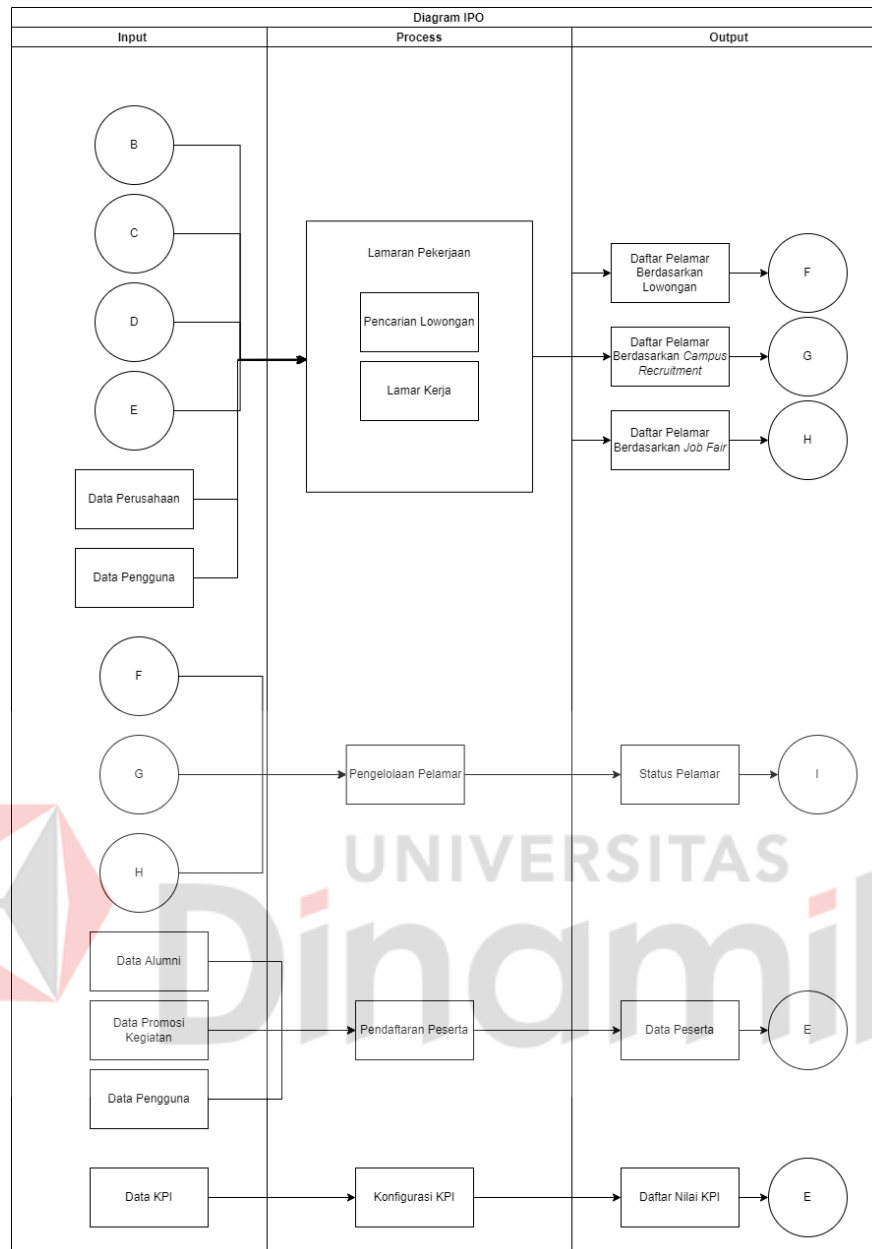 Diagram IPO
Input
Process
Output
B
C
D
E
Data Perusahaan
Data Pengguna
Lamaran Pekerjaan
Pencarian Lowongan
Lamar Kerja
Daftar Pelamar
Berdasarkan
Lowongan
F
Daftar Pelamar
Berdasarkan Campus
Recruitment
G
Daftar Pelamar
Berdasarkan Job Fair
H
F
G
H
Pengelolaan Pelamar
Status Pelamar
I
UNIVERSITAS
Dinami
Data Alumni
Data Promosi
Kegiatan
Data Pengguna
Pendaftaran Peserta
Data Peserta
E
Data KPI
Konfigurasi KPI
Daftar Nilai KPI
E